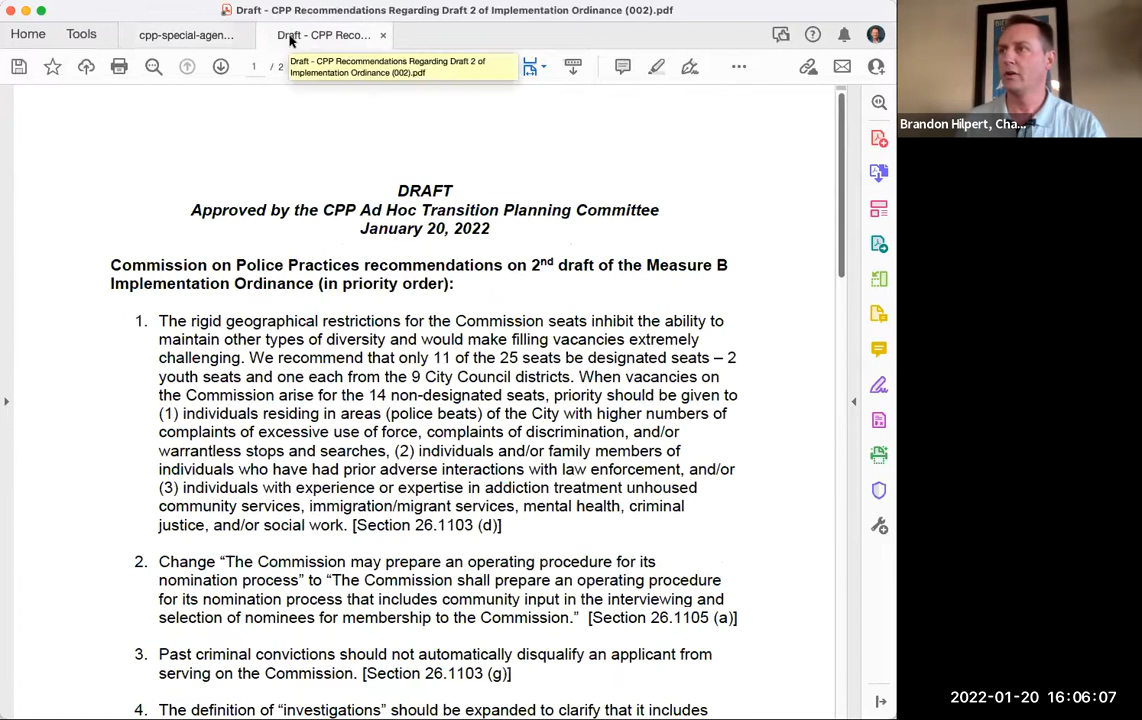 Draft - CPP Recommendations Regarding Draft 2 of Implementation Ordinance (002).pdf
Home
Tools
cpp-special-agen...
Draft - CPP Reco...
1 / 2
Draft - CPP Recommendations Regarding Draft 2 of
Implementation Ordinance (002).pdf
Brandon Hilpert, Cha...
DRAFT
Approved by the CPP Ad Hoc Transition Planning Committee
January 20, 2022
Commission on Police Practices recommendations on 2nd draft of the Measure B
Implementation Ordinance (in priority order):
1. The rigid geographical restrictions for the Commission seats inhibit the ability to
maintain other types of diversity and would make filling vacancies extremely
challenging. We recommend that only 11 of the 25 seats be designated seats – 2
youth seats and one each from the 9 City Council districts. When vacancies on
the Commission arise for the 14 non-designated seats, priority should be given to
(1) individuals residing in areas (police beats) of the City with higher numbers of
complaints of excessive use of force, complaints of discrimination, and/or
warrantless stops and searches, (2) individuals and/or family members of
individuals who have had prior adverse interactions with law enforcement, and/or
(3) individuals with experience or expertise in addiction treatment unhoused
community services, immigration/migrant services, mental health, criminal
justice, and/or social work. [Section 26.1103 (d)]
2. Change “The Commission may prepare an operating procedure for its
nomination process” to “The Commission shall prepare an operating procedure
for its nomination process that includes community input in the interviewing and
selection of nominees for membership to the Commission.” [Section 26.1105 (a)]
3. Past criminal convictions should not automatically disqualify an applicant from
serving on the Commission. [Section 26.1103 (g)]
4. The definition of “investigations” should be expanded to clarify that it includes
2022-01-20 16:06:07